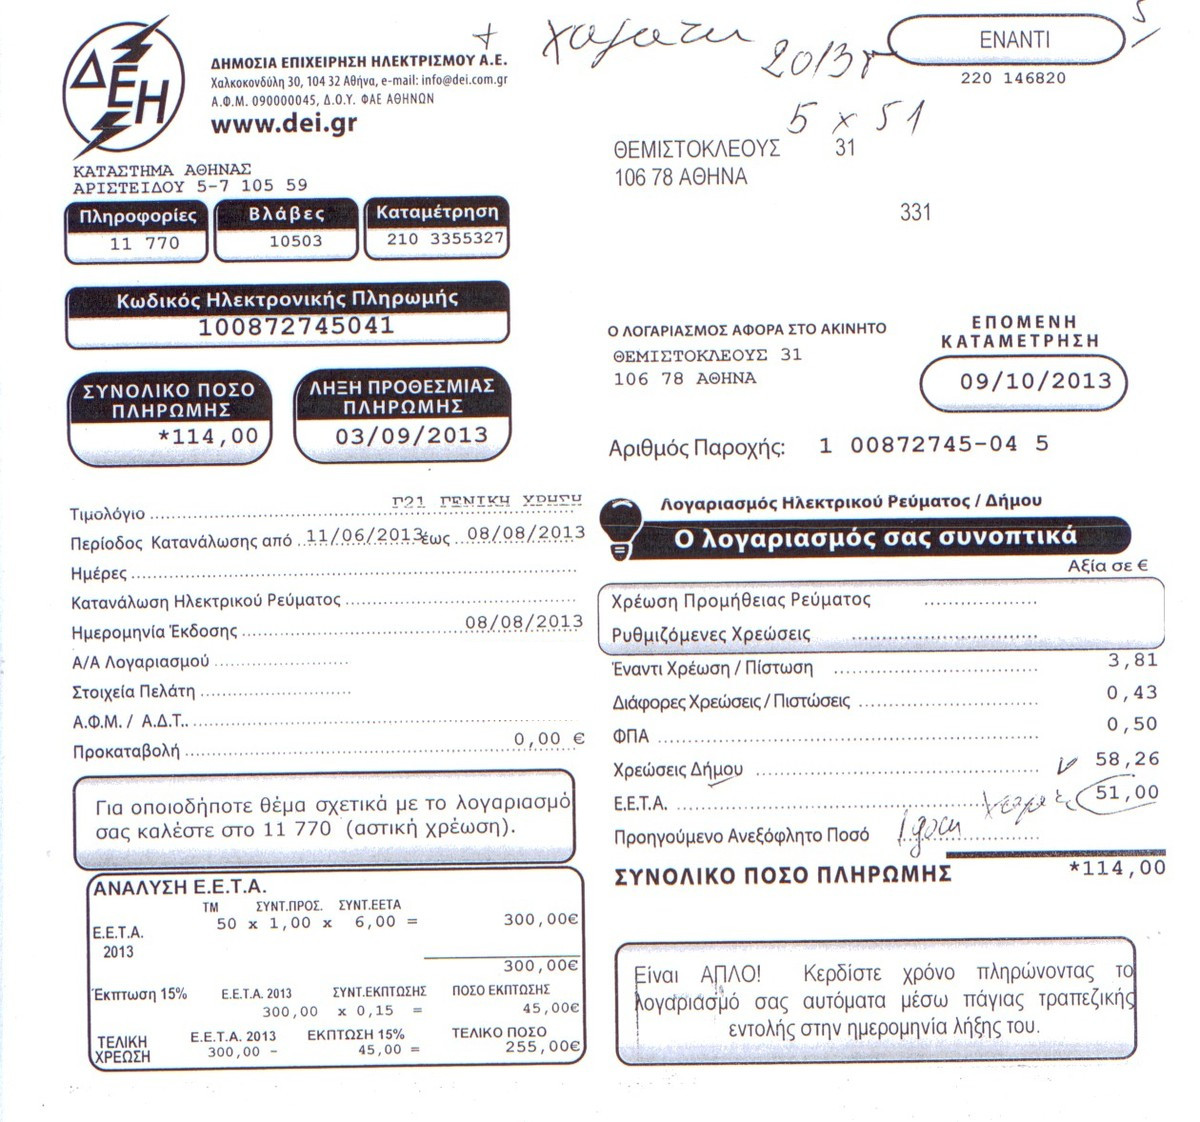 ΔΕΗ
ΔΗΜΟΣΙΑ ΕΠΙΧΕΙΡΗΣΗ ΗΛΕΚΤΡΙΣΜΟΥ Α.Ε.
Χαλκοκονδύλη 30, 104 32 Αθήνα, e-mail: info@dei.com.gr
Α.Φ.Μ. 090000045, Δ.Ο.Υ. ΦΑΕ ΑΘΗΝΩΝ
www.dei.gr
ΚΑΤΑΣΤΗΜΑ ΑΘΗΝΑΣ
ΑΡΙΣΤΕΙΔΟΥ 5-7 105 59
Πληροφορίες
11 770
Βλάβες
10503
Καταμέτρηση
210 3355327
Κωδικός Ηλεκτρονικής Πληρωμής
100872745041
ΣΥΝΟΛΙΚΟ ΠΟΣΟ
ΠΛΗΡΩΜΗΣ
*114,00
ΛΗΞΗ ΠΡΟΘΕΣΜΙΑΣ
ΠΛΗΡΩΜΗΣ
03/09/2013
2013
5 x 51
ΕΝΑΝΤΙ
220 146820
ΘΕΜΙΣΤΟΚΛΕΟΥΣ 31
106 78 ΑΘΗΝΑ
331
Ο ΛΟΓΑΡΙΑΣΜΟΣ ΑΦΟΡΑ ΣΤΟ ΑΚΙΝΗΤΟ
ΘΕΜΙΣΤΟΚΛΕΟΥΣ 31
106 78 ΑΘΗΝΑ
ΕΠΟΜΕΝΗ
ΚΑΤΑΜΕΤΡΗΣΗ
09/10/2013
Αριθμός Παροχής: 1 00872745-04 5
Τιμολόγιο Γ21 ΓΕΝΙΚΗ ΧΡΗΣΗ
Περίοδος Κατανάλωσης από 11/06/2013 έως 08/08/2013
Ημέρες
Κατανάλωση Ηλεκτρικού Ρεύματος
Ημερομηνία Έκδοσης 08/08/2013
Α/Α Λογαριασμού
Στοιχεία Πελάτη
Α.Φ.Μ. / Α.Δ.Τ..
Προκαταβολή 0,00 €
Για οποιοδήποτε θέμα σχετικά με το λογαριασμό
σας καλέστε στο 11 770 (αστική χρέωση).
ΑΝΑΛΥΣΗ Ε.Ε.Τ.Α.
ΤΜ ΣΥΝΤ.ΠΡΟΣ. ΣΥΝΤ.ΕΕΤΑ
Ε.Ε.Τ.Α. 50 x 1,00 x 6,00 = 300,00€
2013
300,00€
Έκπτωση 15% Ε.Ε.Τ.Α. 2013 ΣΥΝΤ.ΕΚΠΤΩΣΗΣ ΠΟΣΟ ΕΚΠΤΩΣΗΣ
300,00 x 0,15 = 45,00€
ΤΕΛΙΚΗ Ε.Ε.Τ.Α. 2013 ΕΚΠΤΩΣΗ 15% ΤΕΛΙΚΟ ΠΟΣΟ
ΧΡΕΩΣΗ 300,00 - 45,00 = 255,00€
Λογαριασμός Ηλεκτρικού Ρεύματος / Δήμου
Ο λογαριασμός σας συνοπτικά
Αξία σε €
Χρέωση Προμήθειας Ρεύματος
Ρυθμιζόμενες Χρεώσεις
Έναντι Χρέωση / Πίστωση 3,81
Διάφορες Χρεώσεις / Πιστώσεις 0,43
ΦΠΑ 0,50
Χρεώσεις Δήμου 58,26
Ε.Ε.Τ.Α. 51,00
Προηγούμενο Ανεξόφλητο Ποσό
ΣΥΝΟΛΙΚΟ ΠΟΣΟ ΠΛΗΡΩΜΗΣ *114,00
Είναι ΑΠΛΟ! Κερδίστε χρόνο πληρώνοντας το
λογαριασμό σας αυτόματα μέσω πάγιας τραπεζικής
εντολής στην ημερομηνία λήξης του.